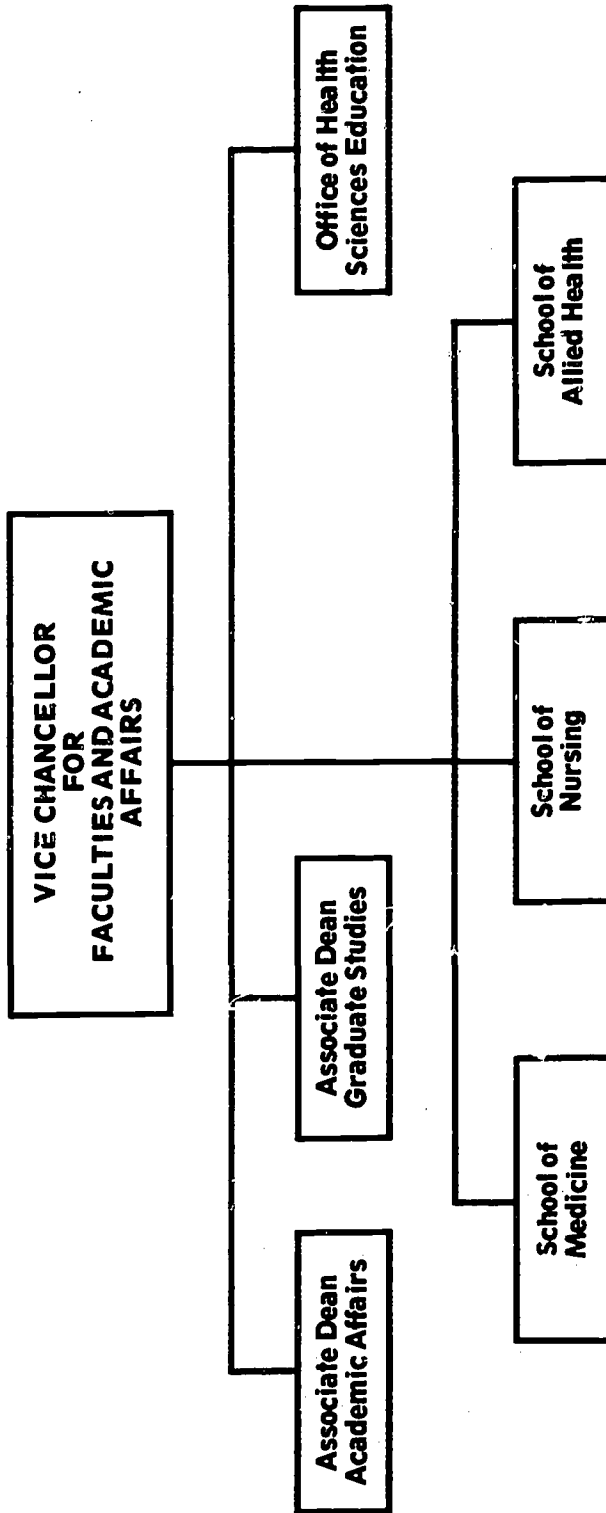 VICE CHANCELLOR
FOR
FACULTIES AND ACADEMIC
AFFAIRS
Associate Dean
Academic Affairs
Associate Dean
Graduate Studies
Office of Health
Sciences Education
School of
Medicine
School of
Nursing
School of
Allied Health